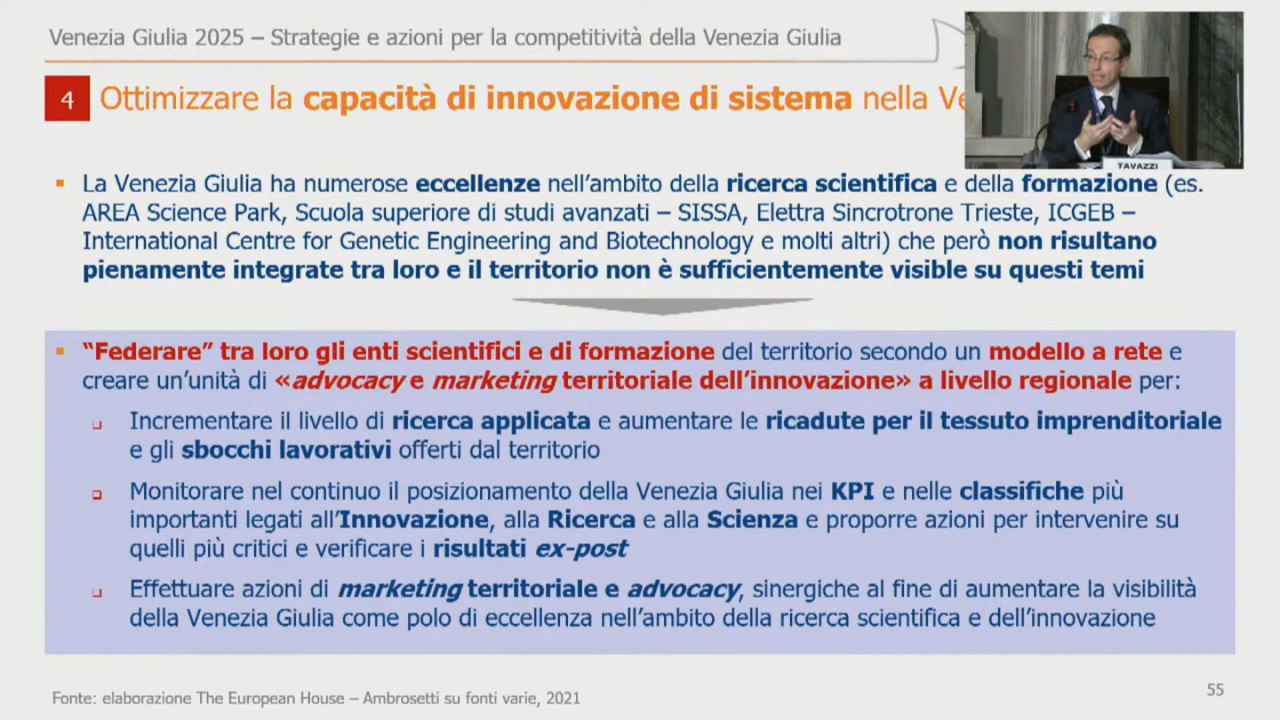 Venezia Giulia 2025 – Strategie e azioni per la competitività della Venezia Giulia
4 Ottimizzare la capacità di innovazione di sistema nella
TAVAZZI
▪ La Venezia Giulia ha numerose eccellenze nell'ambito della ricerca scientifica e della formazione (es.
AREA Science Park, Scuola superiore di studi avanzati – SISSA, Elettra Sincrotrone Trieste, ICGEB –
International Centre for Genetic Engineering and Biotechnology e molti altri) che però non risultano
pienamente integrate tra loro e il territorio non è sufficientemente visible su questi temi
▪ "Federare" tra loro gli enti scientifici e di formazione del territorio secondo un modello a rete e
creare un'unità di «advocacy e marketing territoriale dell'innovazione» a livello regionale per:
❑ Incrementare il livello di ricerca applicata e aumentare le ricadute per il tessuto imprenditoriale
e gli sbocchi lavorativi offerti dal territorio
❑ Monitorare nel continuo il posizionamento della Venezia Giulia nei KPI e nelle classifiche più
importanti legati all'Innovazione, alla Ricerca e alla Scienza e proporre azioni per intervenire su
quelli più critici e verificare i risultati ex-post
❑ Effettuare azioni di marketing territoriale e advocacy, sinergiche al fine di aumentare la visibilità
della Venezia Giulia come polo di eccellenza nell'ambito della ricerca scientifica e dell'innovazione
Fonte: elaborazione The European House – Ambrosetti su fonti varie, 2021
55